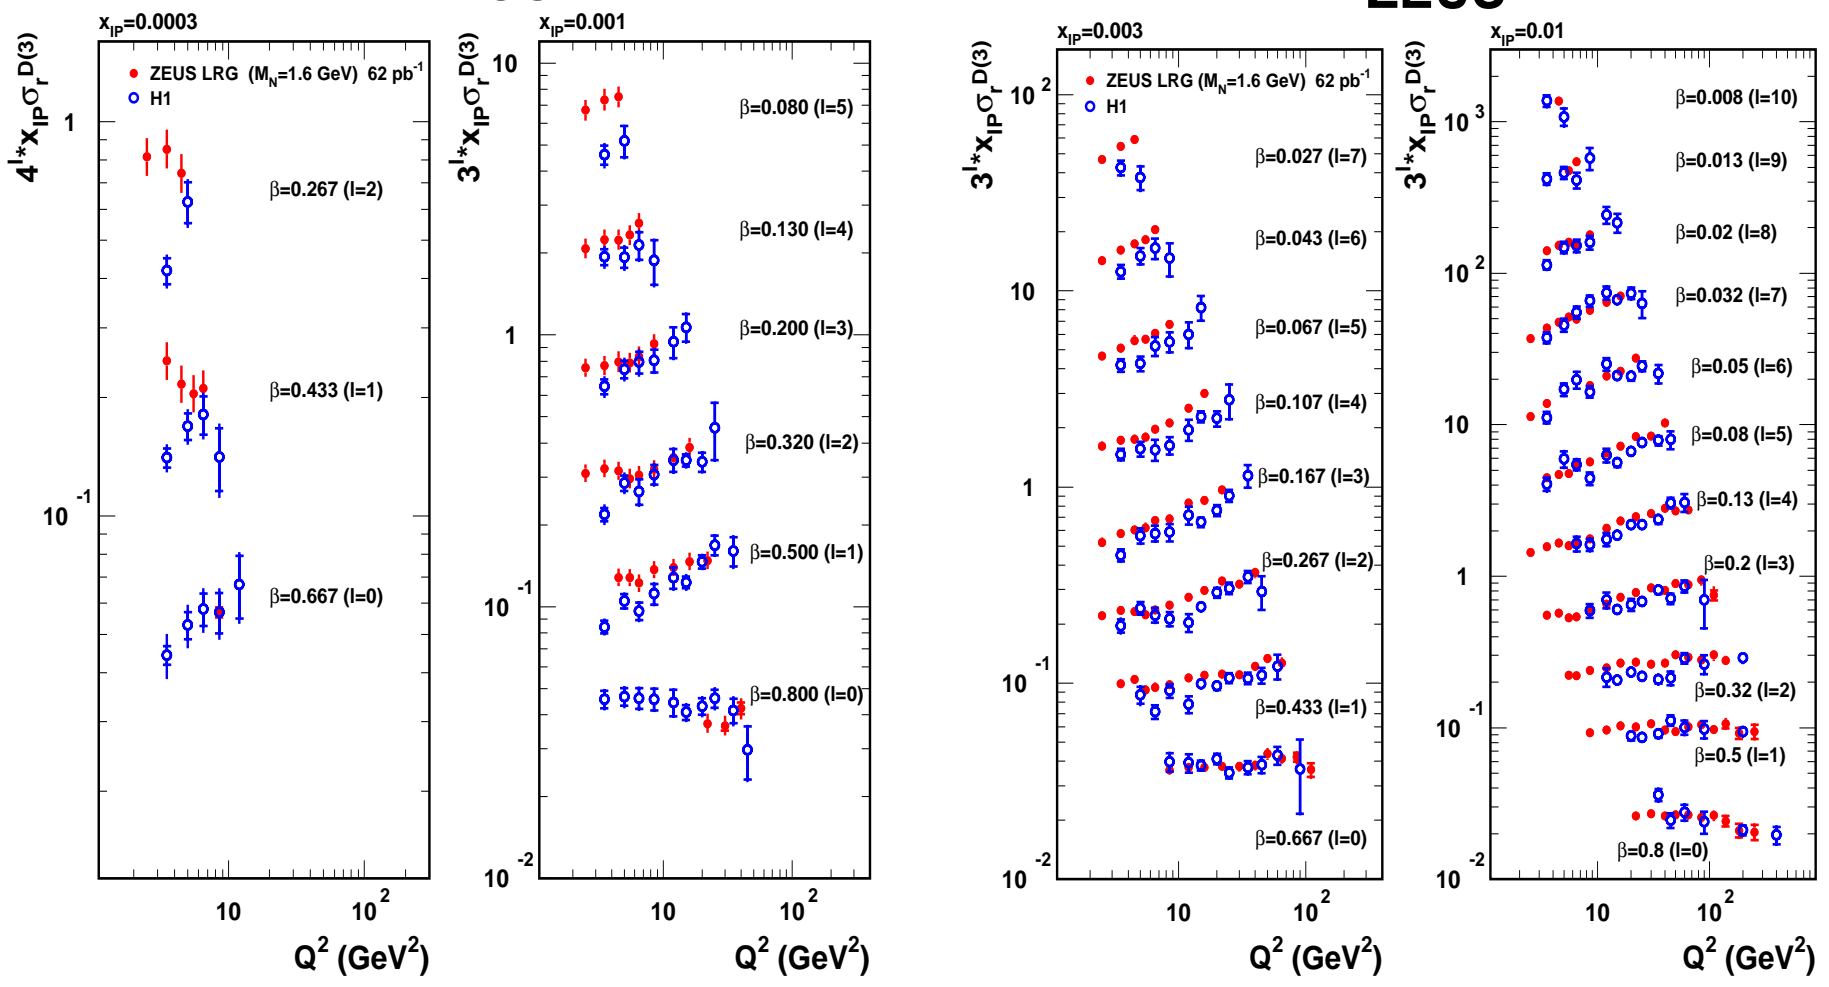 ZEUS
x_IP=0.0003
4^l*x_IPσ_r^D(3)
ZEUS LRG (M_N=1.6 GeV) 62 pb^-1
H1
1
β=0.267 (l=2)
β=0.433 (l=1)
10^-1
β=0.667 (l=0)
10
10^2
Q^2 (GeV^2)
x_IP=0.001
3^l*x_IPσ_r^D(3)
10
β=0.080 (l=5)
β=0.130 (l=4)
1
β=0.200 (l=3)
β=0.320 (l=2)
β=0.500 (l=1)
10^-1
β=0.800 (l=0)
10^-2
10
10^2
Q^2 (GeV^2)
x_IP=0.003
3^l*x_IPσ_r^D(3)
ZEUS LRG (M_N=1.6 GeV) 62 pb^-1
H1
10^2
β=0.027 (l=7)
β=0.043 (l=6)
10
β=0.067 (l=5)
β=0.107 (l=4)
β=0.167 (l=3)
1
β=0.267 (l=2)
10^-1
β=0.433 (l=1)
β=0.667 (l=0)
10^-2
10
10^2
Q^2 (GeV^2)
x_IP=0.01
3^l*x_IPσ_r^D(3)
β=0.008 (l=10)
10^3
β=0.013 (l=9)
β=0.02 (l=8)
10^2
β=0.032 (l=7)
β=0.05 (l=6)
10
β=0.08 (l=5)
β=0.13 (l=4)
β=0.2 (l=3)
1
β=0.32 (l=2)
10^-1
β=0.5 (l=1)
β=0.8 (l=0)
10^-2
10
10^2
Q^2 (GeV^2)